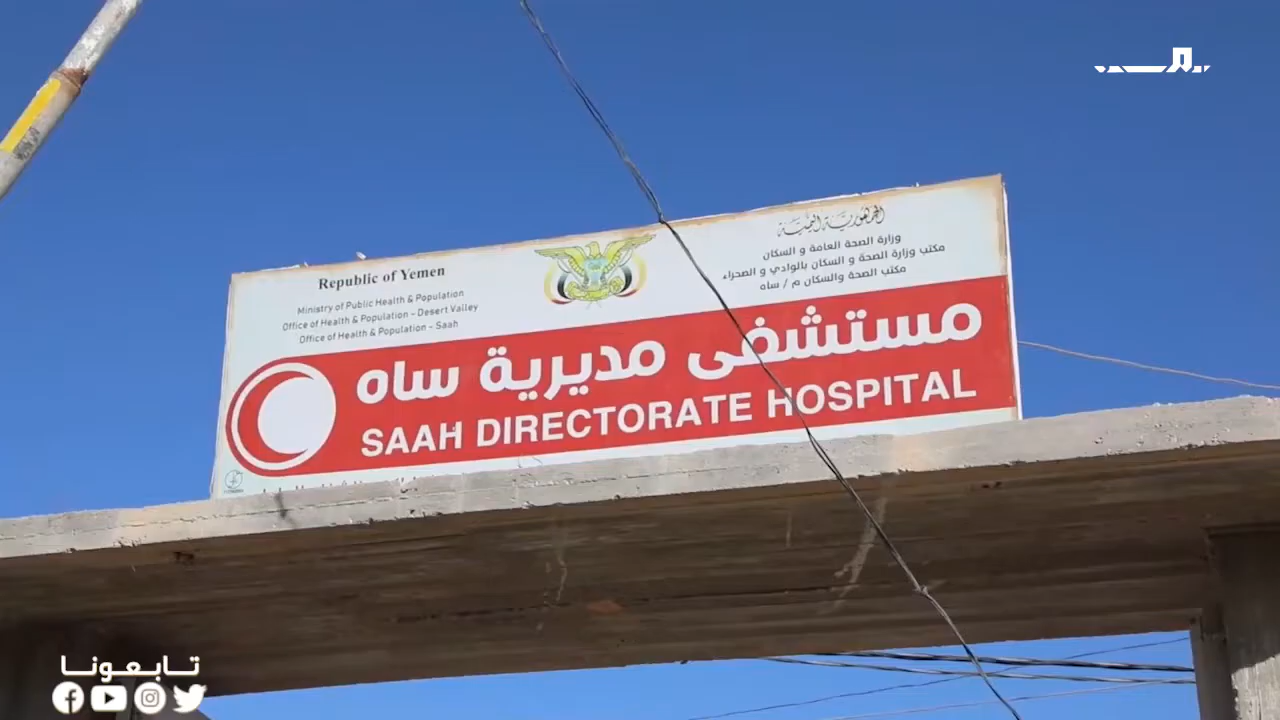 Republic of Yemen
Ministry of Public Health & Population
Office of Health & Population - Desert Valley
Office of Health & Population - Saah
الجمهورية اليمنية
وزارة الصحة العامة و السكان
مكتب وزارة الصحة و السكان بالوادي و الصحراء
مكتب الصحة والسكان م / ساه
مستشفى مديرية ساه
SAAH DIRECTORATE HOSPITAL
تابعونا